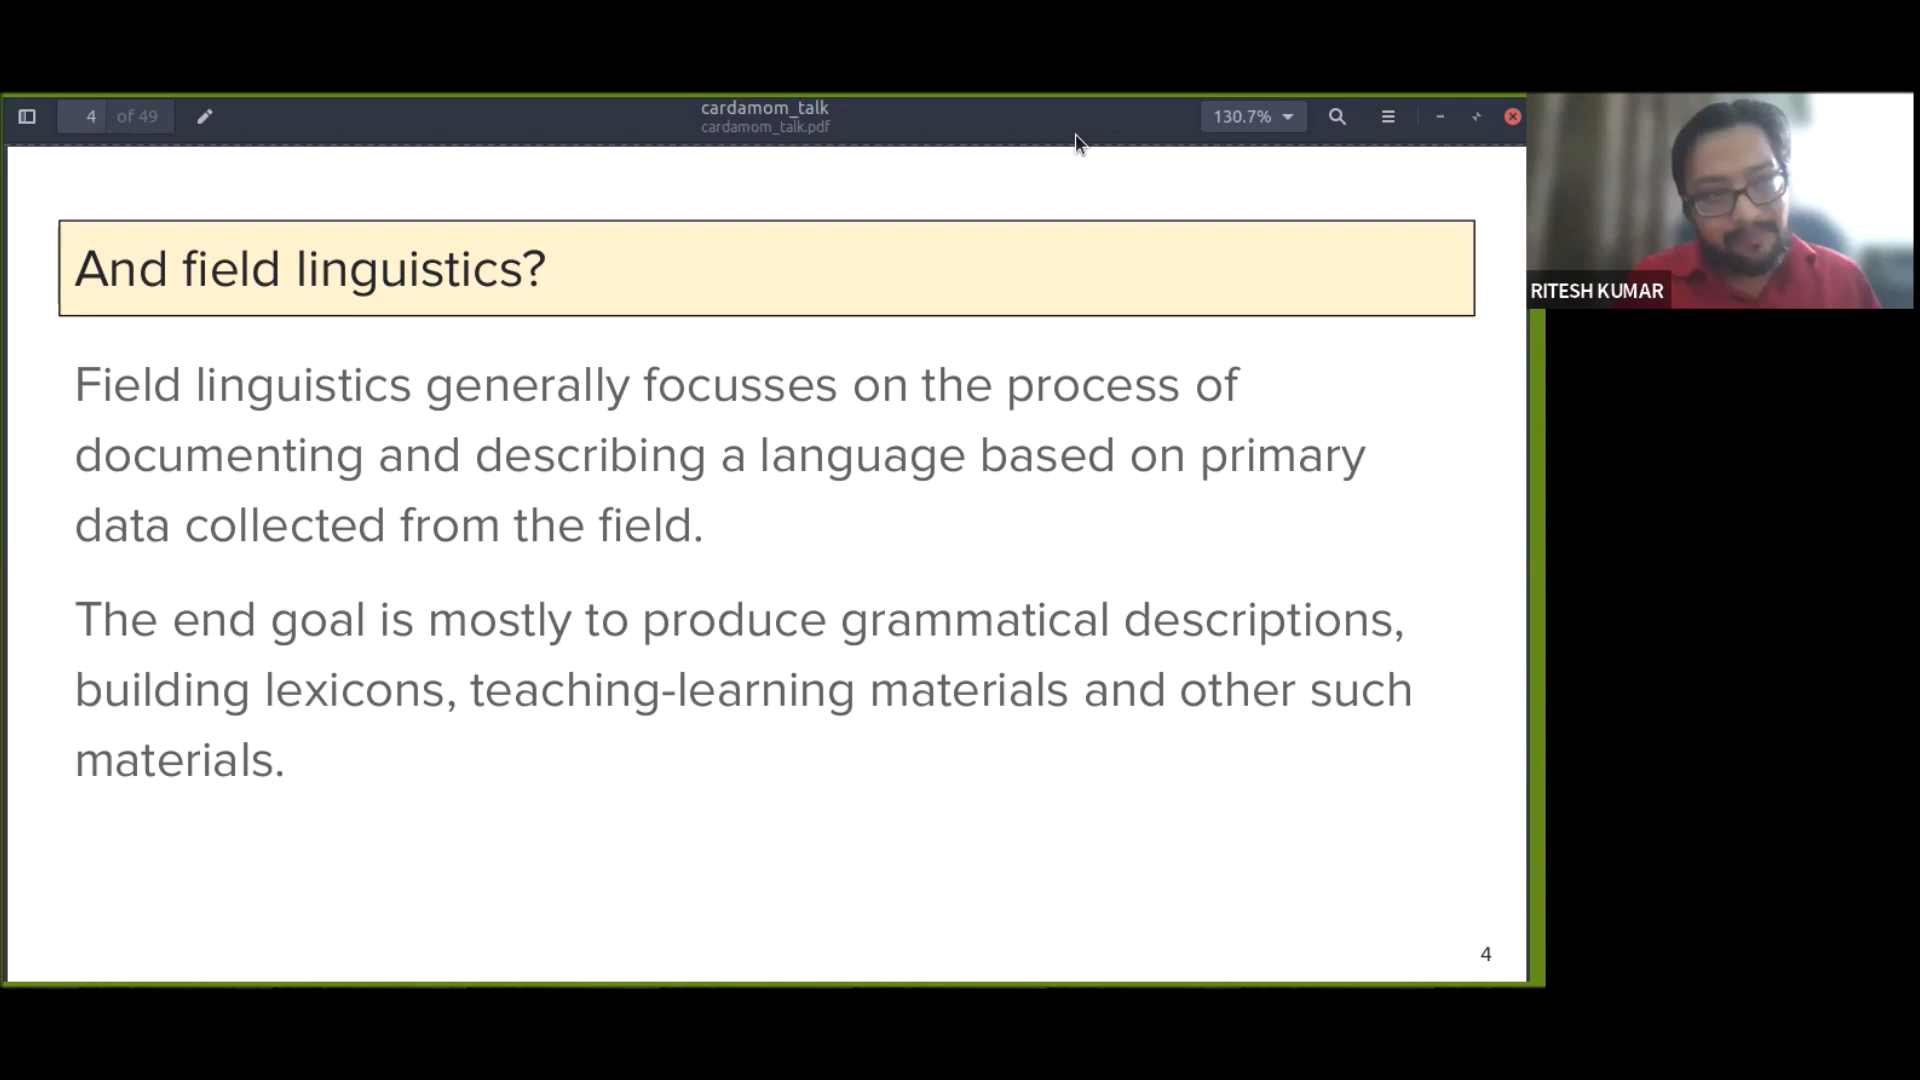 4 of 49
cardamom_talk
cardamom_talk.pdf
130.7%
And field linguistics?
Field linguistics generally focusses on the process of
documenting and describing a language based on primary
data collected from the field.
The end goal is mostly to produce grammatical descriptions,
building lexicons, teaching-learning materials and other such
materials.
4
RITESH KUMAR